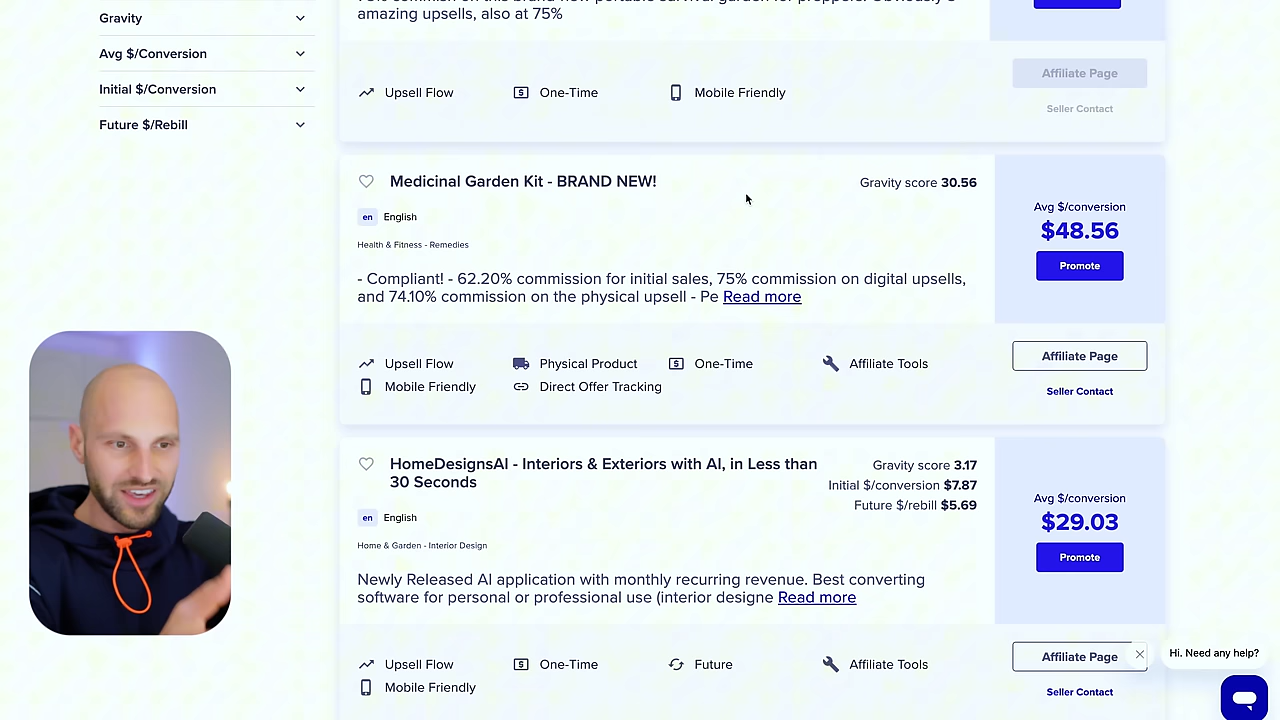 Gravity
Avg $/Conversion
Initial $/Conversion
Future $/Rebill
amazing upsells, also at 75%
Upsell Flow
One-Time
Mobile Friendly
Affiliate Page
Seller Contact
Medicinal Garden Kit - BRAND NEW!
Gravity score 30.56
en English
Health & Fitness - Remedies
- Compliant! - 62.20% commission for initial sales, 75% commission on digital upsells,
and 74.10% commission on the physical upsell - Pe Read more
Avg $/conversion
$48.56
Promote
Upsell Flow
Physical Product
One-Time
Affiliate Tools
Mobile Friendly
Direct Offer Tracking
Affiliate Page
Seller Contact
HomeDesignsAI - Interiors & Exteriors with AI, in Less than
30 Seconds
Gravity score 3.17
Initial $/conversion $7.87
Future $/rebill $5.69
en English
Home & Garden - Interior Design
Newly Released AI application with monthly recurring revenue. Best converting
software for personal or professional use (interior designe Read more
Avg $/conversion
$29.03
Promote
Upsell Flow
One-Time
Future
Affiliate Tools
Mobile Friendly
Affiliate Page
Seller Contact
Hi. Need any help?